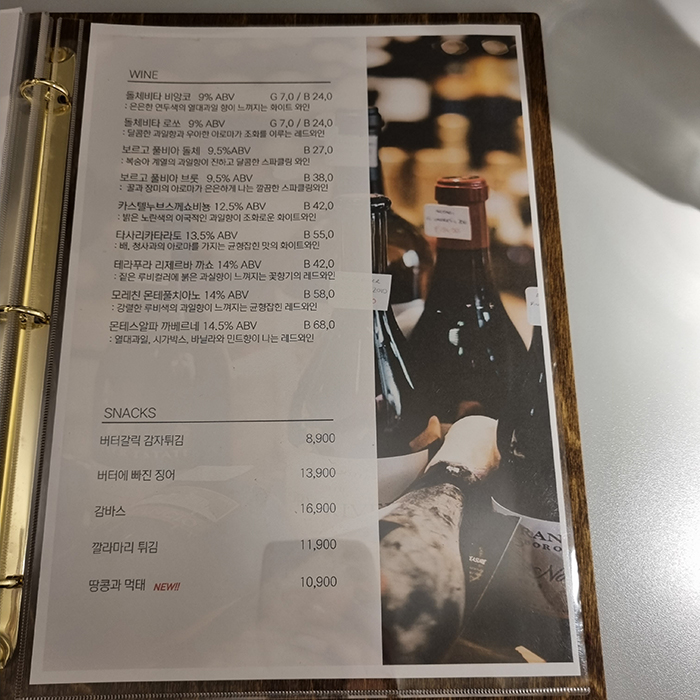 WINE
돌체비타 비앙코 9% ABV G 7,0 / B 24,0
: 은은한 연두색의 열대과일 향이 느껴지는 화이트 와인
돌체비타 로쏘 9% ABV G 7,0 / B 24,0
: 달콤한 과일향과 우아한 아로마가 조화를 이루는 레드와인
보르고 풀비아 돌체 9,5%ABV B 27,0
: 복숭아 계열의 과일향이 진하고 달콤한 스파클링 와인
보르고 풀비아 브룻 9,5% ABV B 38,0
: 꿀과 장미의 아로마가 은은하게 나는 깔끔한 스파클링와인
카스텔누브스께쇼비뇽 12,5% ABV B 42,0
: 밝은 노란색의 이국적인 과일향이 조화로운 화이트와인
타사리카타라토 13,5% ABV B 55,0
: 배, 청사과의 아로마를 가지는 균형잡힌 맛의 화이트와인
테라푸라 리제르바 까쇼 14% ABV B 42,0
: 짙은 루비컬러에 붉은 과실향이 느껴지는 꽃향기의 레드와인
모레친 몬테풀치아노 14% ABV B 58,0
: 강렬한 루비색의 과일향이 느껴지는 균형잡힌 레드와인
몬테스알파 까베르네 14,5% ABV B 68,0
: 열대과일, 시가박스, 바닐라와 민트향이 나는 레드와인
SNACKS
버터갈릭 감자튀김 8,900
버터에 빠진 징어 13,900
감바스 16,900
깔라마리 튀김 11,900
땅콩과 먹태 NEW!! 10,900